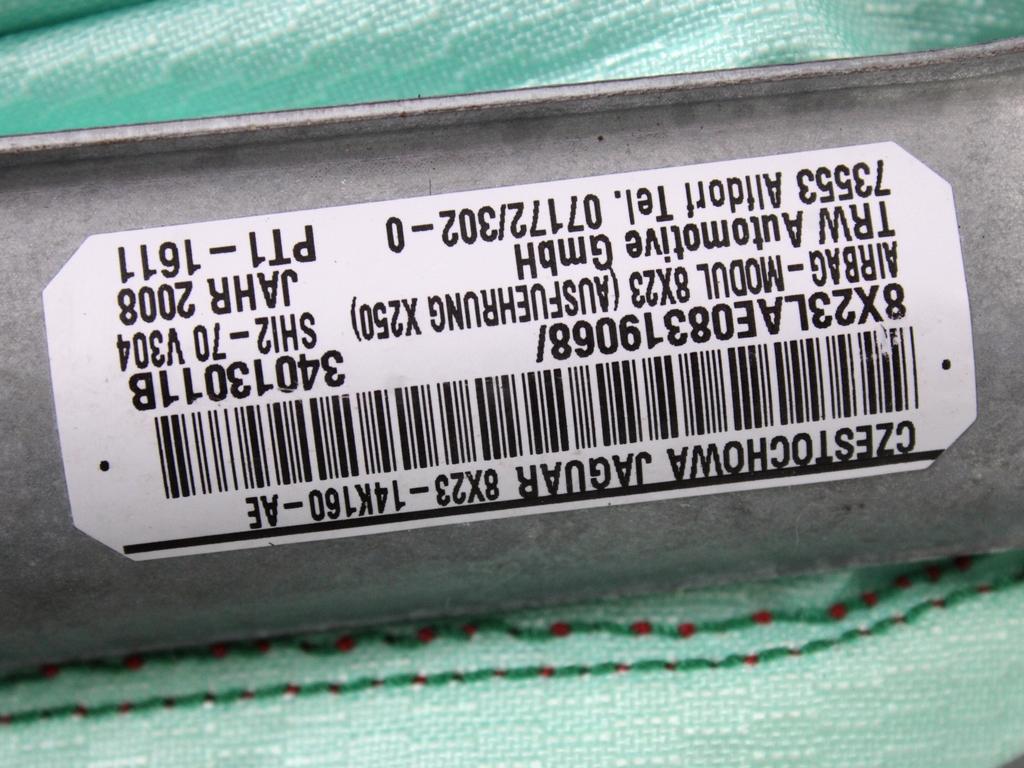 CZESTOCHOWA JAGUAR 8X23-14K160-AE
8X23LAE08319068/ 34013011B
AIRBAG-MODUL 8X23 (AUSFUEHRUNG X250) SHI2-70 V304
TRW Automotive GmbH JAHR 2008
73553 Alfdorf Tel. 07172/302-0 PT1-1611